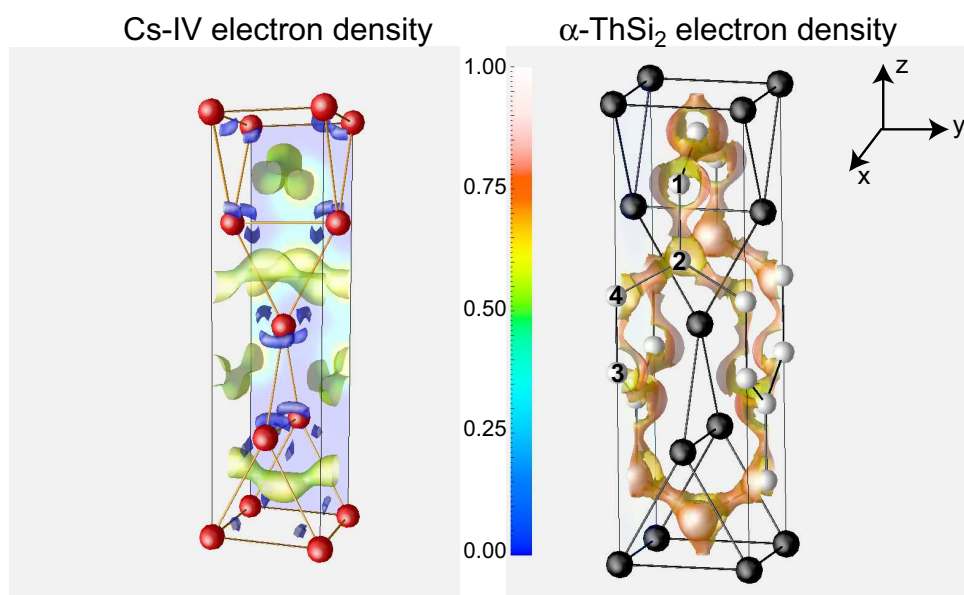 Cs-IV electron density
α-ThSi₂ electron density
1.00
0.75
0.50
0.25
0.00
z
y
x
1
2
4
3